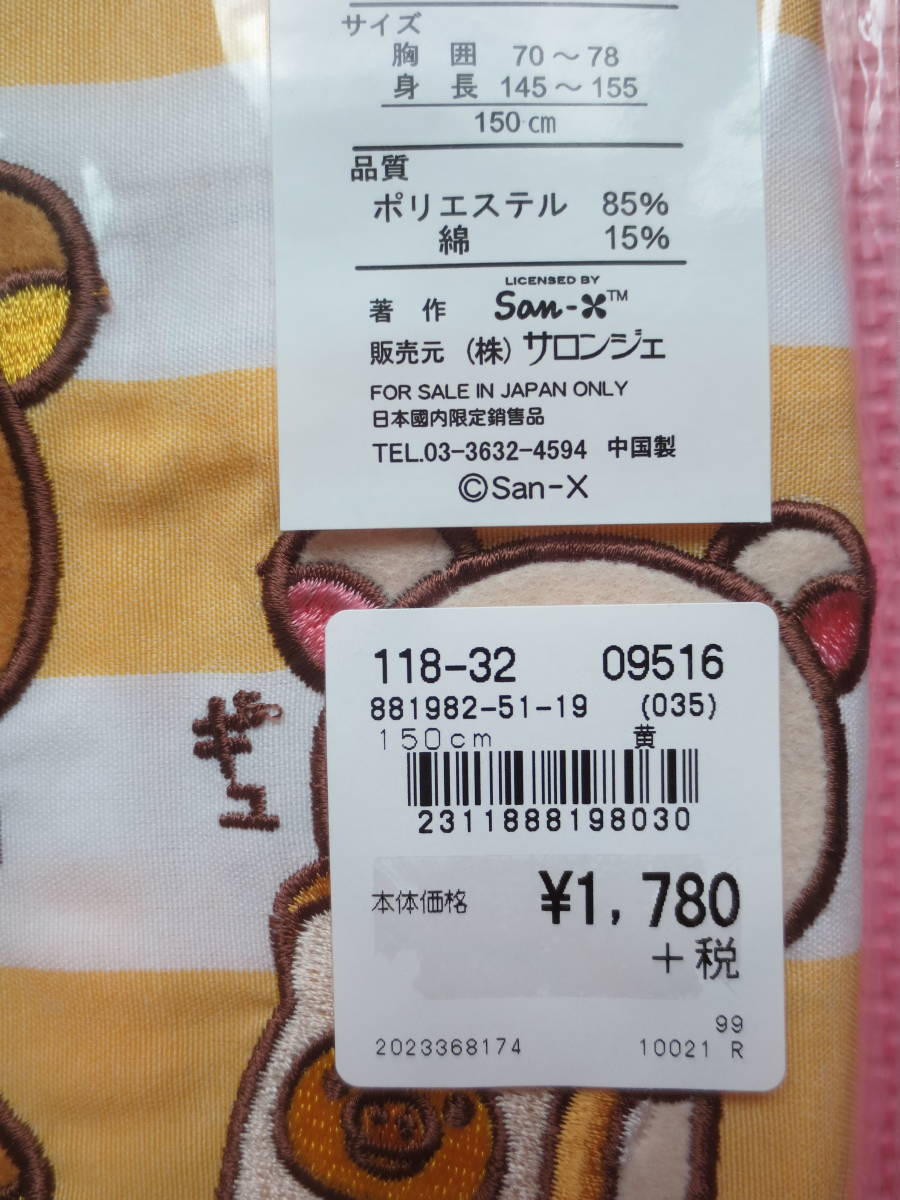 サイズ
胸 囲 70～78
身 長 145～155
150㎝
品質
ポリエステル 85%
綿 15%
LICENSED BY
著 作 San-X™
販売元 (株) サロンジェ
FOR SALE IN JAPAN ONLY
日本國内限定銷售品
TEL.03-3632-4594 中国製
©San-X
118-32 09516
881982-51-19 (035)
150cm 黄
2311888198030
本体価格 ¥1,780
+税
99
2023368174 10021 R
ギュ